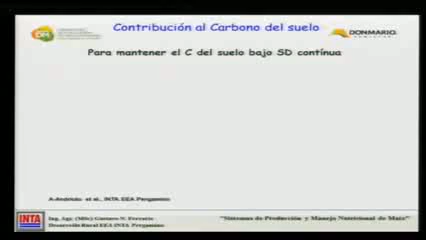 Contribución al Carbono del suelo
DM
DONMARIO
Para mantener el C del suelo bajo SD contínua
A-Andriulo et al., INTA EEA Pergamino
INTA
Ing. Agr. (MSc) Gustavo N. Ferraris
Desarrollo Rural EEA INTA Pergamino
"Sistemas de Producción y Manejo Nutricional de Maíz"